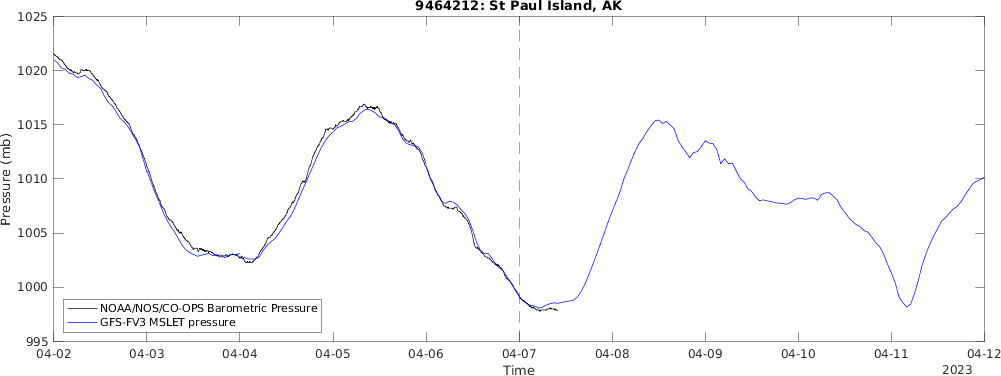 9464212: St Paul Island, AK
1025
1020
1015
1010
1005
1000
995
Pressure (mb)
NOAA/NOS/CO-OPS Barometric Pressure
GFS-FV3 MSLET pressure
04-02 04-03 04-04 04-05 04-06 04-07 04-08 04-09 04-10 04-11 04-12
Time
2023